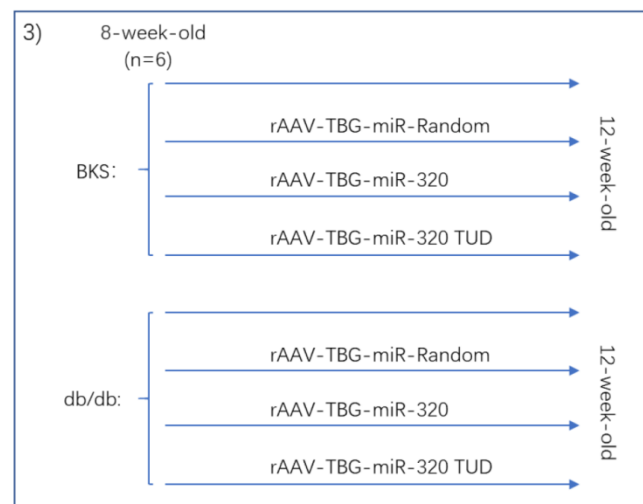 3)
8-week-old
(n=6)
BKS:
rAAV-TBG-miR-Random
rAAV-TBG-miR-320
rAAV-TBG-miR-320 TUD
12-week-old
db/db:
rAAV-TBG-miR-Random
rAAV-TBG-miR-320
rAAV-TBG-miR-320 TUD
12-week-old